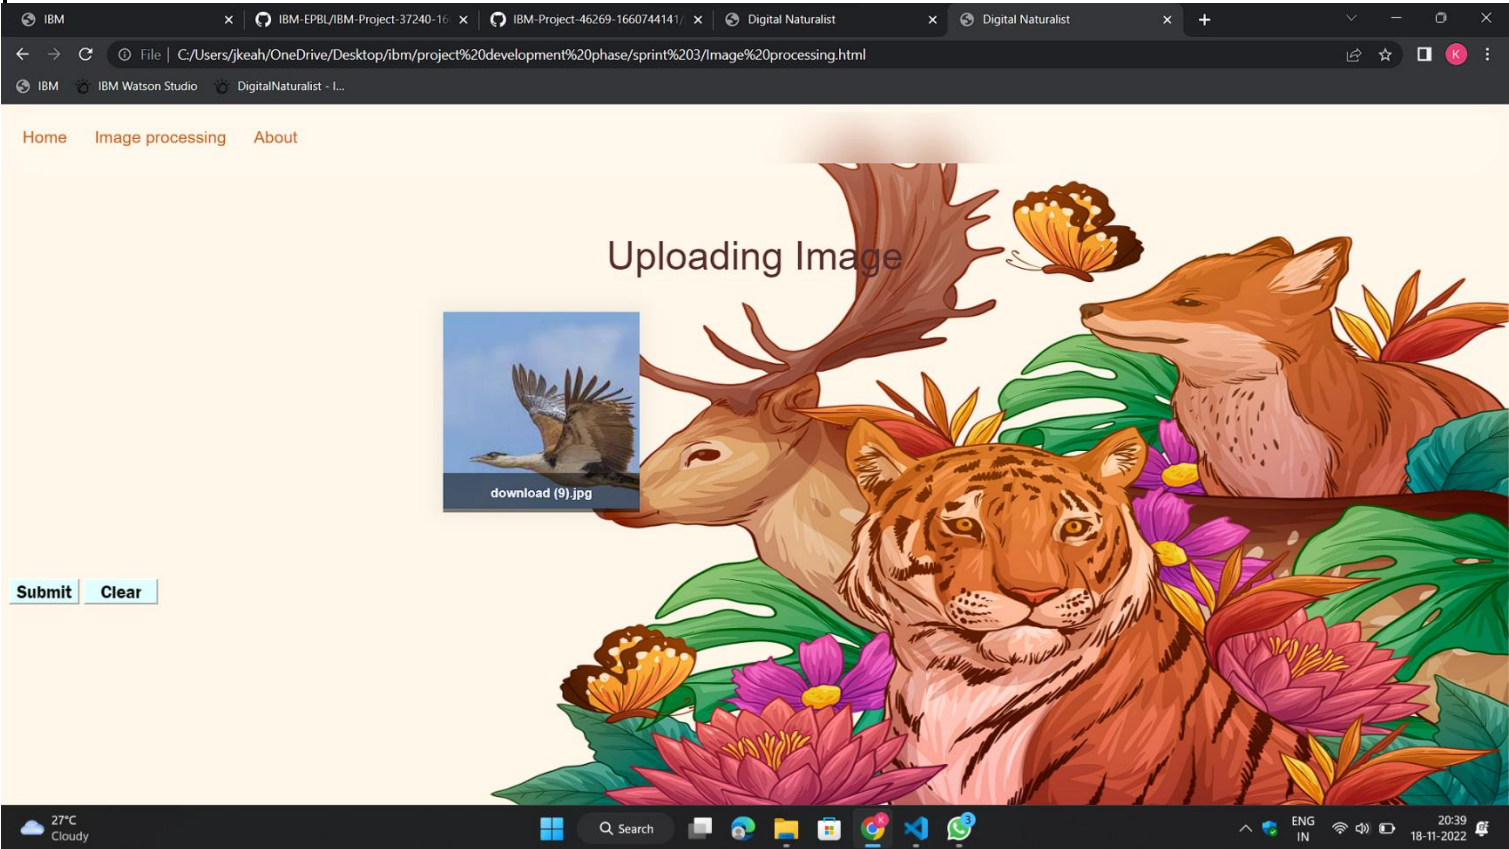 IBM
IBM-EPBL/IBM-Project-37240-16
IBM-Project-46269-1660744141/
Digital Naturalist
Digital Naturalist
File
C:/Users/jkeah/OneDrive/Desktop/ibm/project%20development%20phase/sprint%203/Image%20processing.html
K
IBM
IBM Watson Studio
DigitalNaturalist - I...
Home
Image processing
About
Uploading Image
download (9).jpg
Submit
Clear
27°C
Cloudy
Search
K
3
ENG
IN
20:39
18-11-2022